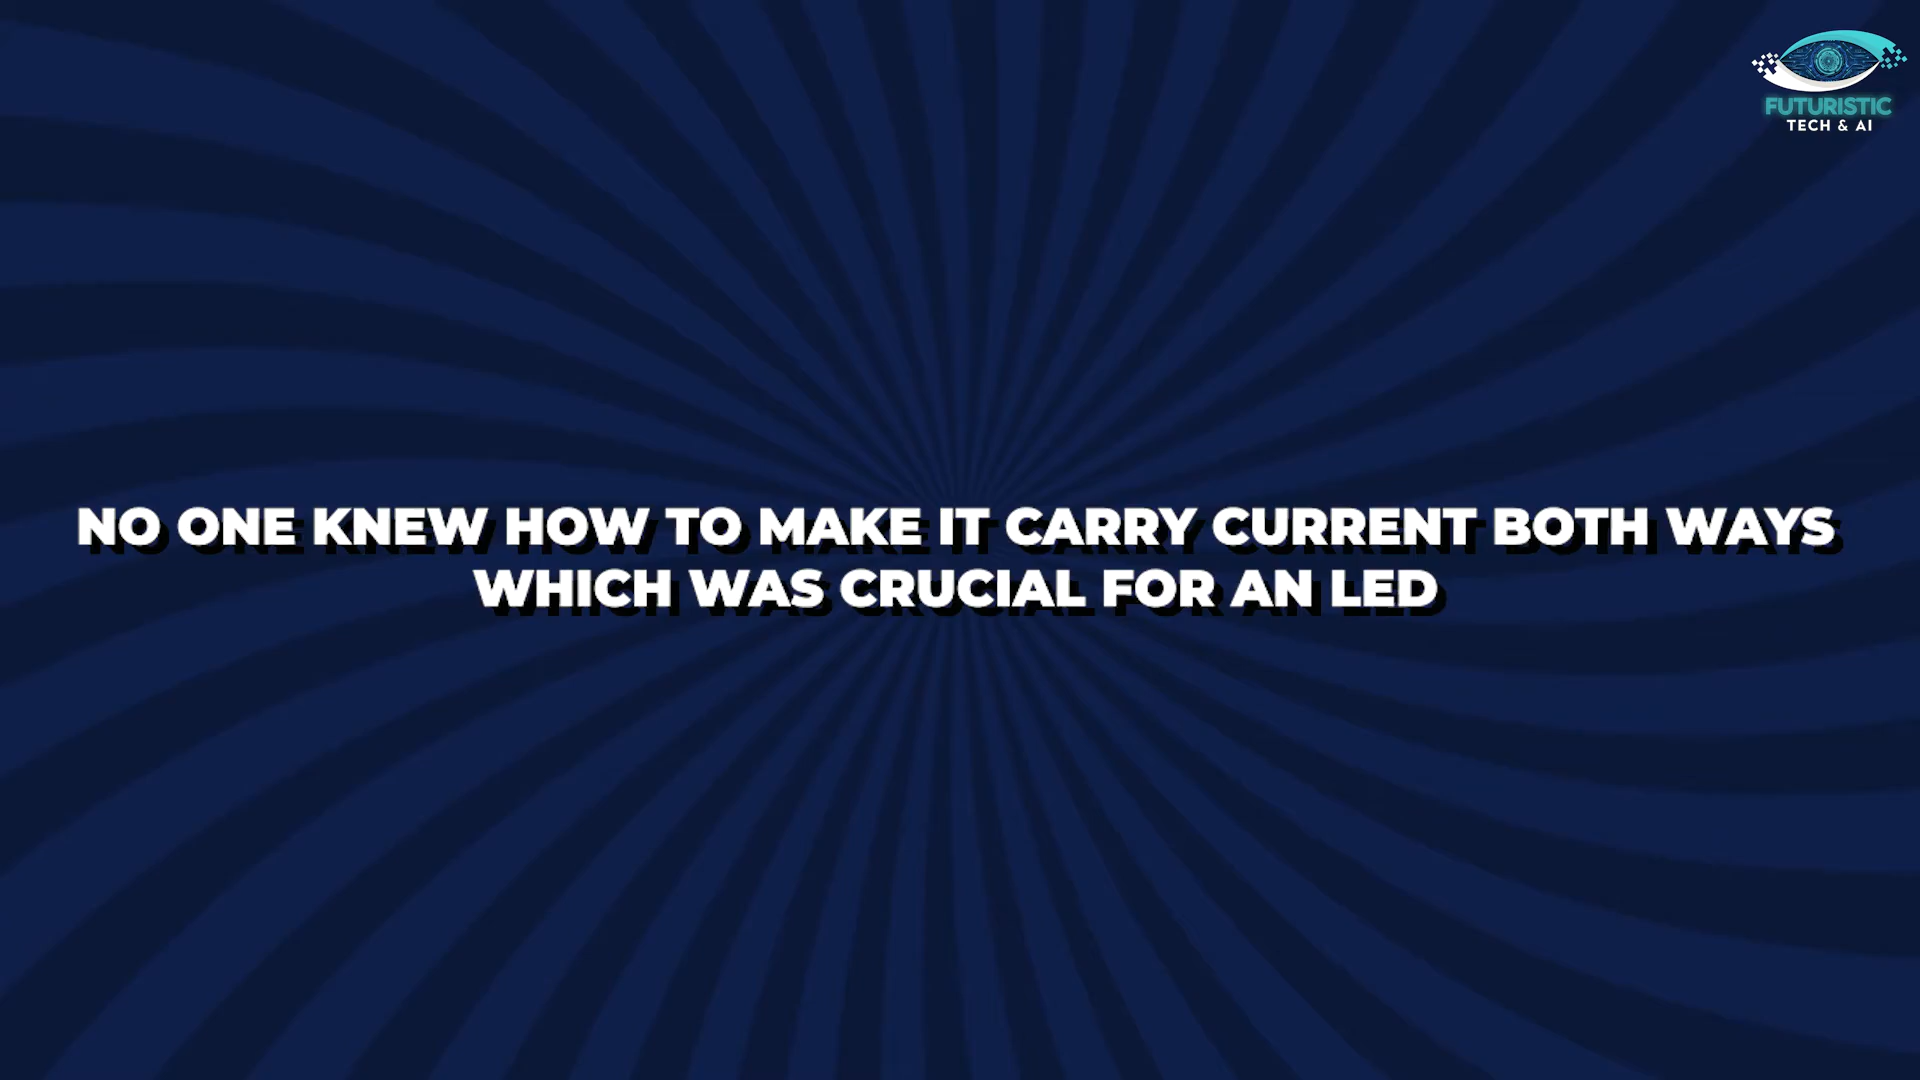 FUTURISTIC
TECH & AI
NO ONE KNEW HOW TO MAKE IT CARRY CURRENT BOTH WAYS
WHICH WAS CRUCIAL FOR AN LED